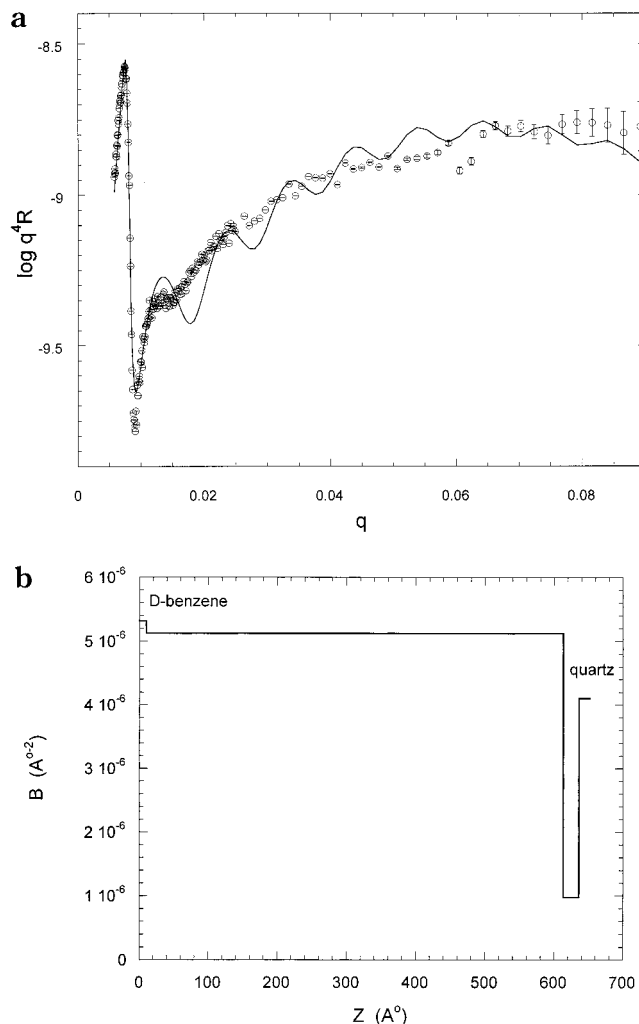 a
-8.5
-9
-9.5
log q⁴R
0 0.02 0.04 0.06 0.08
q
b
6 10⁻⁶
5 10⁻⁶
4 10⁻⁶
3 10⁻⁶
2 10⁻⁶
1 10⁻⁶
0
B (A°⁻²)
D-benzene
quartz
0 100 200 300 400 500 600 700
Z (A°)